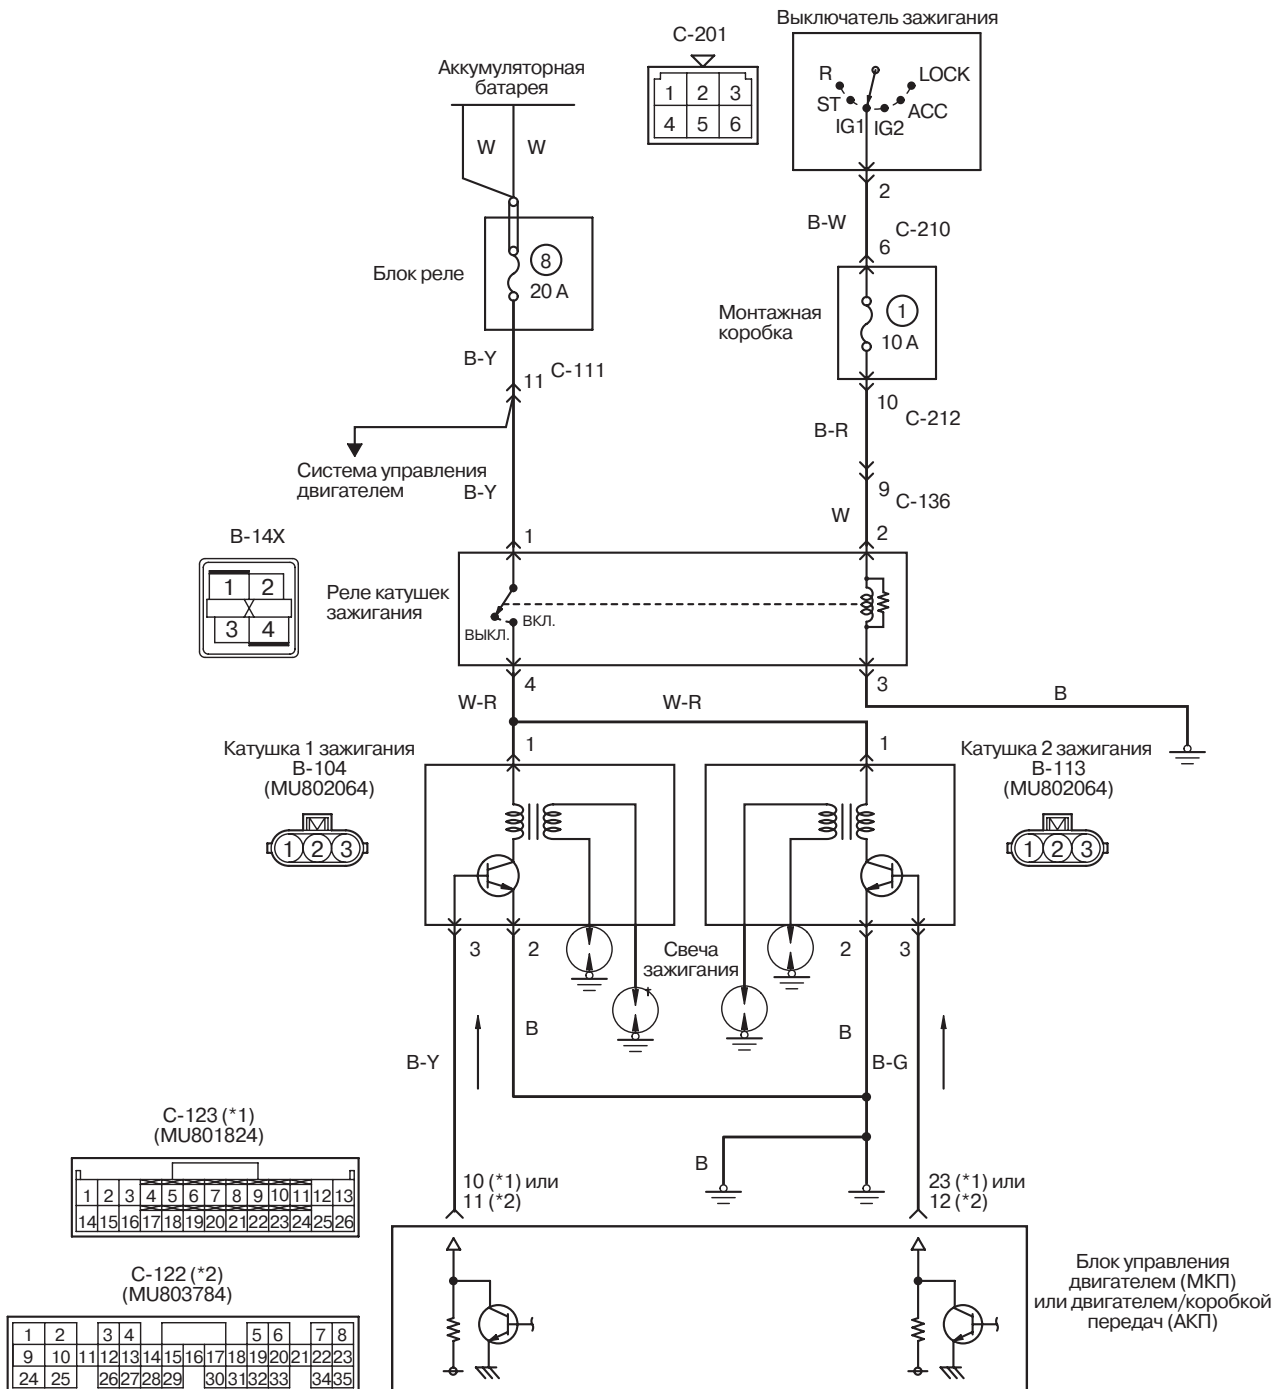 Выключатель зажигания
C-201
1 2 3
4 5 6
R
LOCK
ST
ACC
IG1
IG2
Аккумуляторная
батарея
W
W
2
B-W
C-210
6
Блок реле
8
20 A
Монтажная
коробка
1
10 A
B-Y
11
C-111
10
C-212
B-R
Система управления
двигателем
B-Y
9
C-136
W
1
2
B-14X
1 2
3 4
Реле катушек
зажигания
ВЫКЛ.
ВКЛ.
4
3
W-R
W-R
B
Катушка 1 зажигания
B-104
(MU802064)
1 2 3
1
1
Катушка 2 зажигания
B-113
(MU802064)
1 2 3
3
2
Свеча
зажигания
2
3
B
B
B-Y
B-G
C-123 (*1)
(MU801824)
1 2 3 4 5 6 7 8 9 10 11 12 13
14 15 16 17 18 19 20 21 22 23 24 25 26
B
10 (*1) или
11 (*2)
23 (*1) или
12 (*2)
C-122 (*2)
(MU803784)
1 2 3 4 5 6 7 8
9 10 11 12 13 14 15 16 17 18 19 20 21 22 23
24 25 26 27 28 29 30 31 32 33 34 35
Блок управления
двигателем (МКП)
или двигателем/коробкой
передач (АКП)